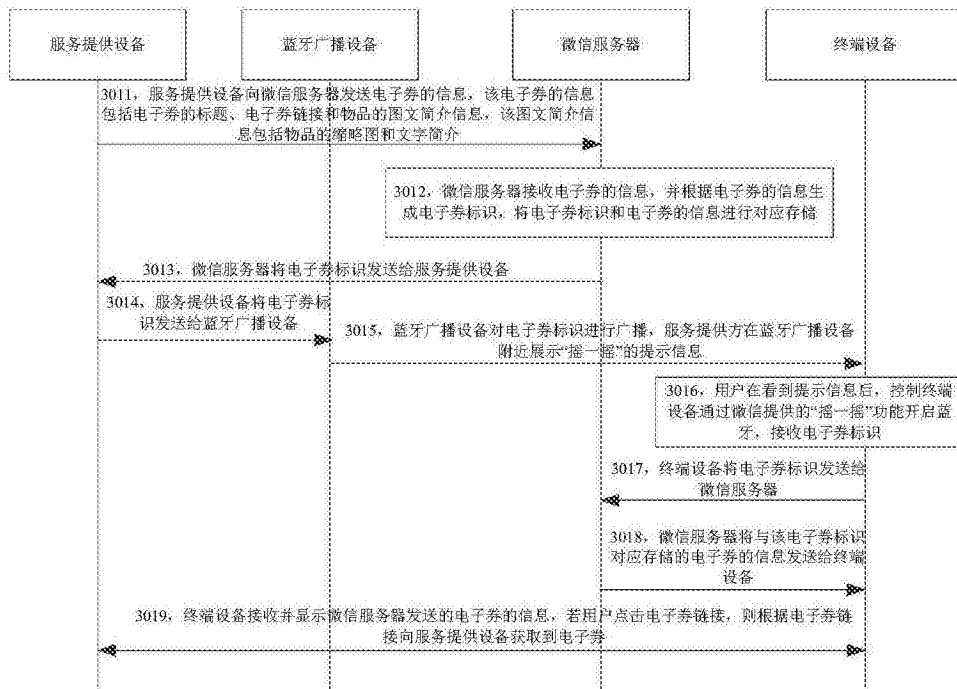 服务提供设备
蓝牙广播设备
微信服务器
终端设备
3011，服务提供设备向微信服务器发送电子券的信息，该电子券的信息
包括电子券的标题、电子券链接和物品的图文简介信息，该图文简介信
息包括物品的缩略图和文字简介
3012，微信服务器接收电子券的信息，并根据电子券的信息生
成电子券标识，将电子券标识和电子券的信息进行对应存储
3013，微信服务器将电子券标识发送给服务提供设备
3014，服务提供设备将电子券标
识发送给蓝牙广播设备
3015，蓝牙广播设备对电子券标识进行广播，服务提供方在蓝牙广播设备
附近展示“摇一摇”的提示信息
3016，用户在看到提示信息后，控制终端
设备通过微信提供的“摇一摇”功能开启蓝
牙，接收电子券标识
3017，终端设备将电子券标识发送给
微信服务器
3018，微信服务器将与该电子券标识
对应存储的电子券的信息发送给终端
设备
3019，终端设备接收并显示微信服务器发送的电子券的信息，若用户点击电子券链接，则根据电子券链
接向服务提供设备获取到电子券